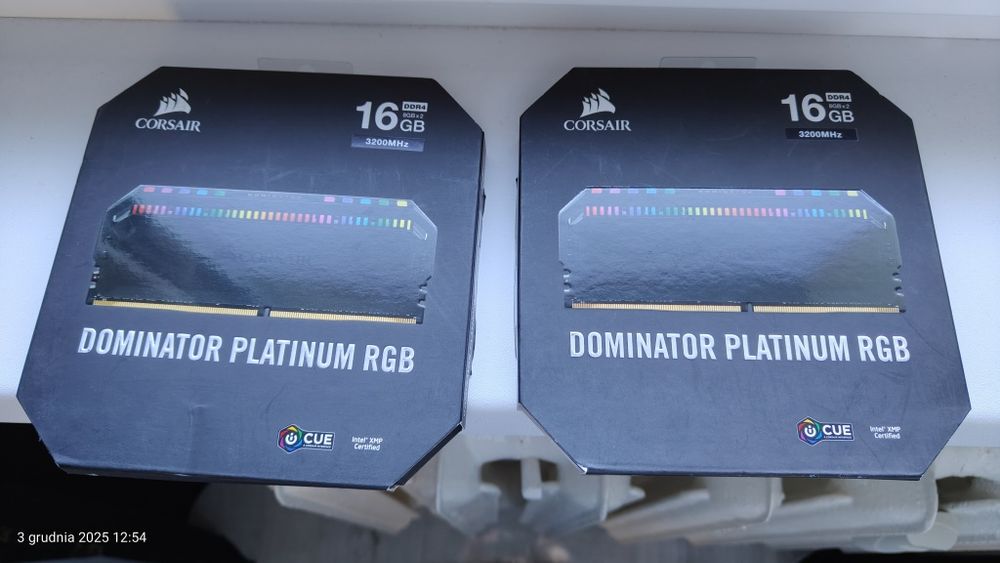 CORSAIR
16 GB
DDR4
8GB x 2
3200MHz
DOMINATOR PLATINUM RGB
CUE
Intel® XMP
Certified
CORSAIR
16 GB
DDR4
8GB x 2
3200MHz
DOMINATOR PLATINUM RGB
CUE
Intel® XMP
Certified
3 grudnia 2025 12:54